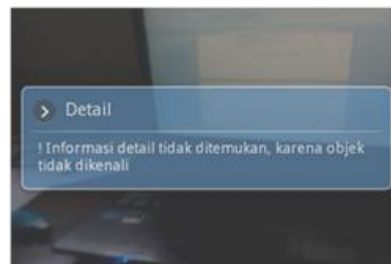 Detail
! Informasi detail tidak ditemukan, karena objek
tidak dikenali